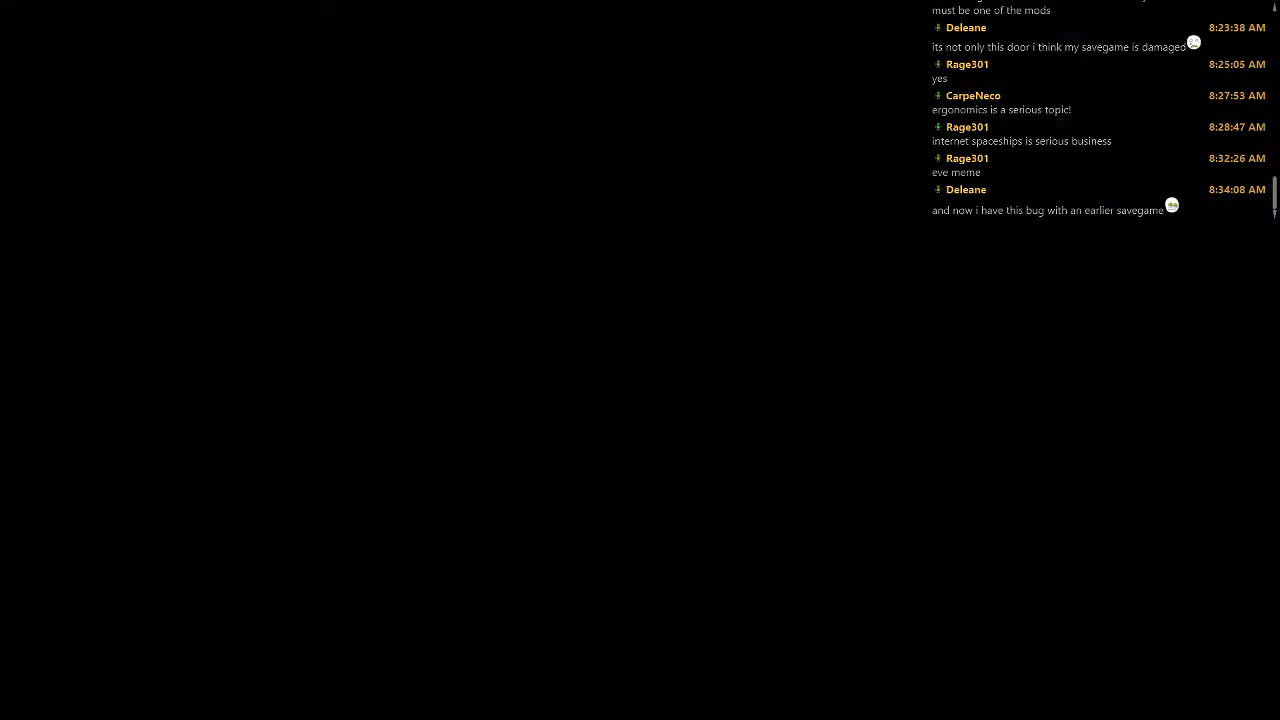 must be one of the mods
Deleane 8:23:38 AM
its not only this door i think my savegame is damaged
Rage301 8:25:05 AM
yes
CarpeNeco 8:27:53 AM
ergonomics is a serious topic!
Rage301 8:28:47 AM
internet spaceships is serious business
Rage301 8:32:26 AM
eve meme
Deleane 8:34:08 AM
and now i have this bug with an earlier savegame